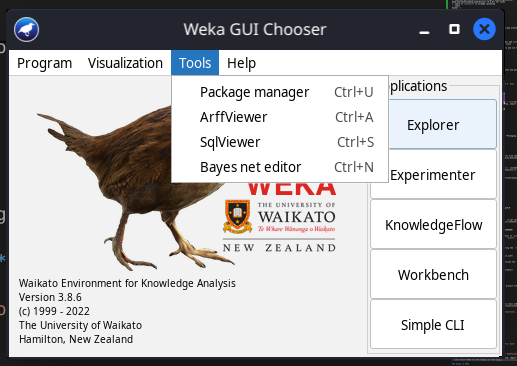 Weka GUI Chooser
Program Visualization Tools Help
Package manager Ctrl+U
ArffViewer Ctrl+A
SqlViewer Ctrl+S
Bayes net editor Ctrl+N
plications
Explorer
Experimenter
KnowledgeFlow
Workbench
Simple CLI
WEKA
THE UNIVERSITY OF
WAIKATO
Te Whare Wānanga o Waikato
NEW ZEALAND
Waikato Environment for Knowledge Analysis
Version 3.8.6
(c) 1999 - 2022
The University of Waikato
Hamilton, New Zealand